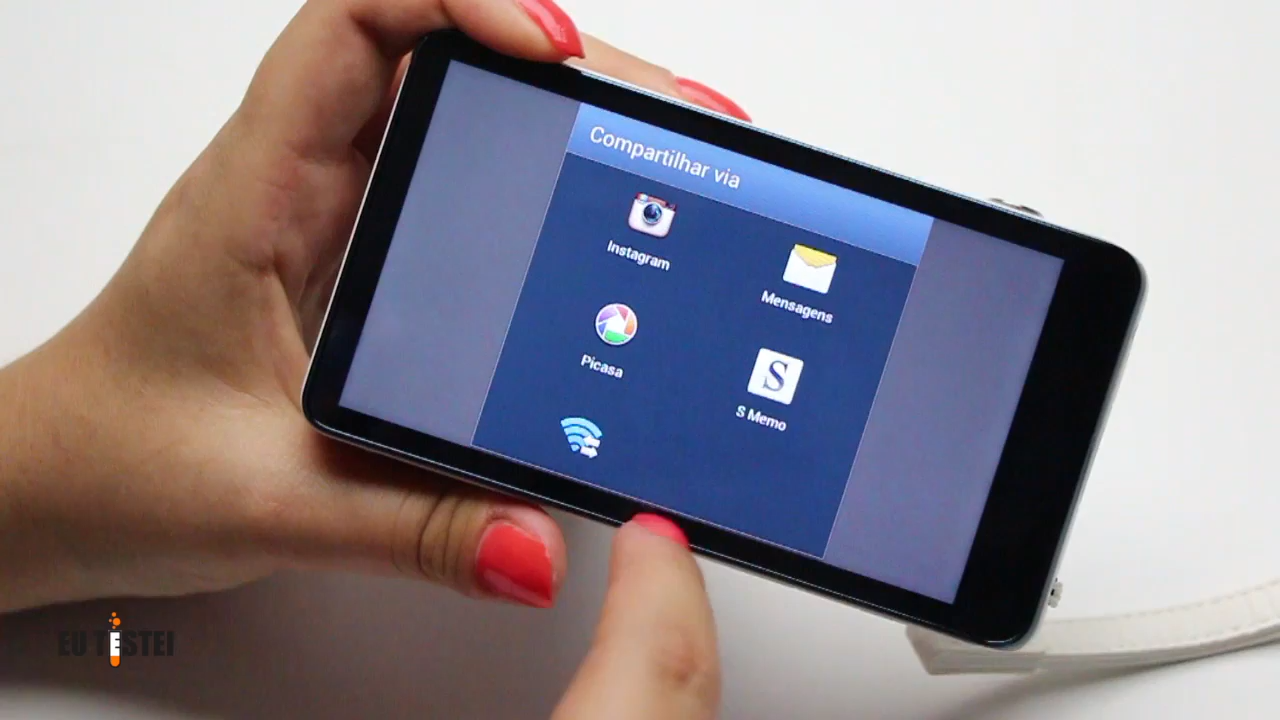 Compartilhar via
Instagram
Mensagens
Picasa
S
S Memo
EU TESTEI